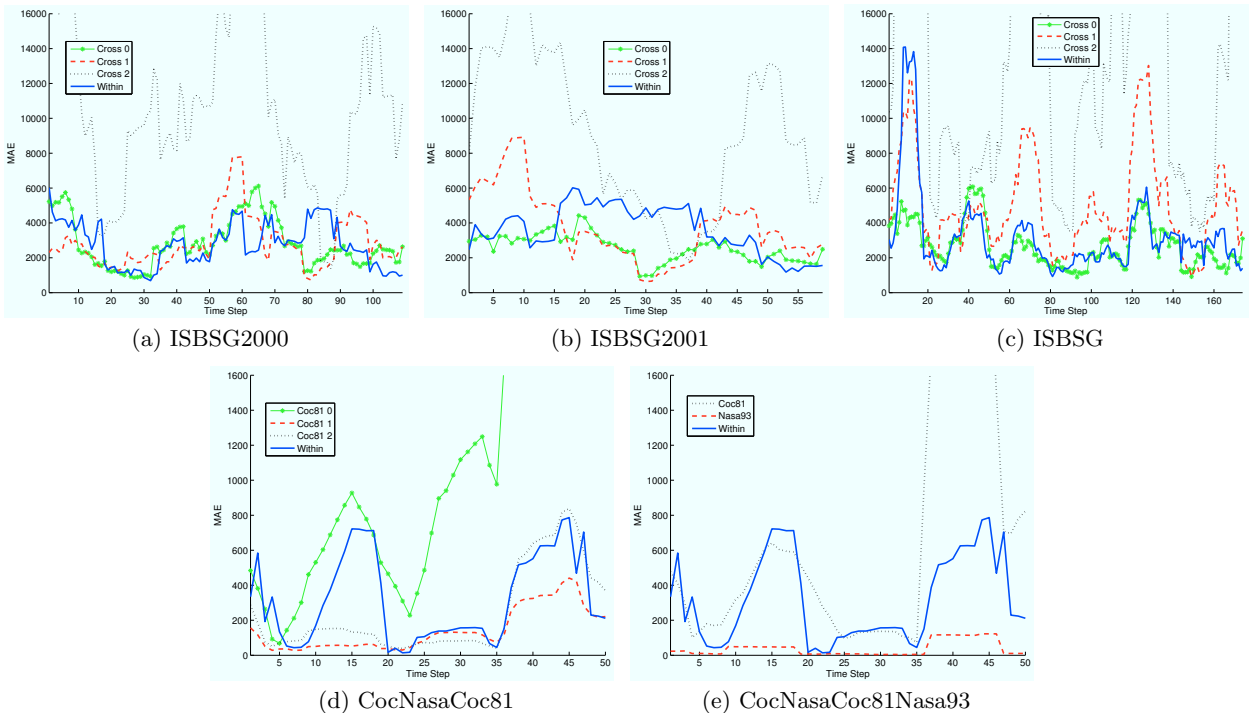 16000
14000
12000
10000
8000
6000
4000
2000
0
MAE
Cross 0
Cross 1
Cross 2
Within
10 20 30 40 50 60 70 80 90 100
Time Step
(a) ISBSG2000
16000
14000
12000
10000
8000
6000
4000
2000
0
MAE
Cross 0
Cross 1
Cross 2
Within
5 10 15 20 25 30 35 40 45 50 55
Time Step
(b) ISBSG2001
16000
14000
12000
10000
8000
6000
4000
2000
0
MAE
Cross 0
Cross 1
Cross 2
Within
20 40 60 80 100 120 140 160
Time Step
(c) ISBSG
1600
1400
1200
1000
800
600
400
200
0
MAE
Coc81 0
Coc81 1
Coc81 2
Within
5 10 15 20 25 30 35 40 45 50
Time Step
(d) CocNasaCoc81
1600
1400
1200
1000
800
600
400
200
0
MAE
Coc81
Nasa93
Within
5 10 15 20 25 30 35 40 45 50
Time Step
(e) CocNasaCoc81Nasa93